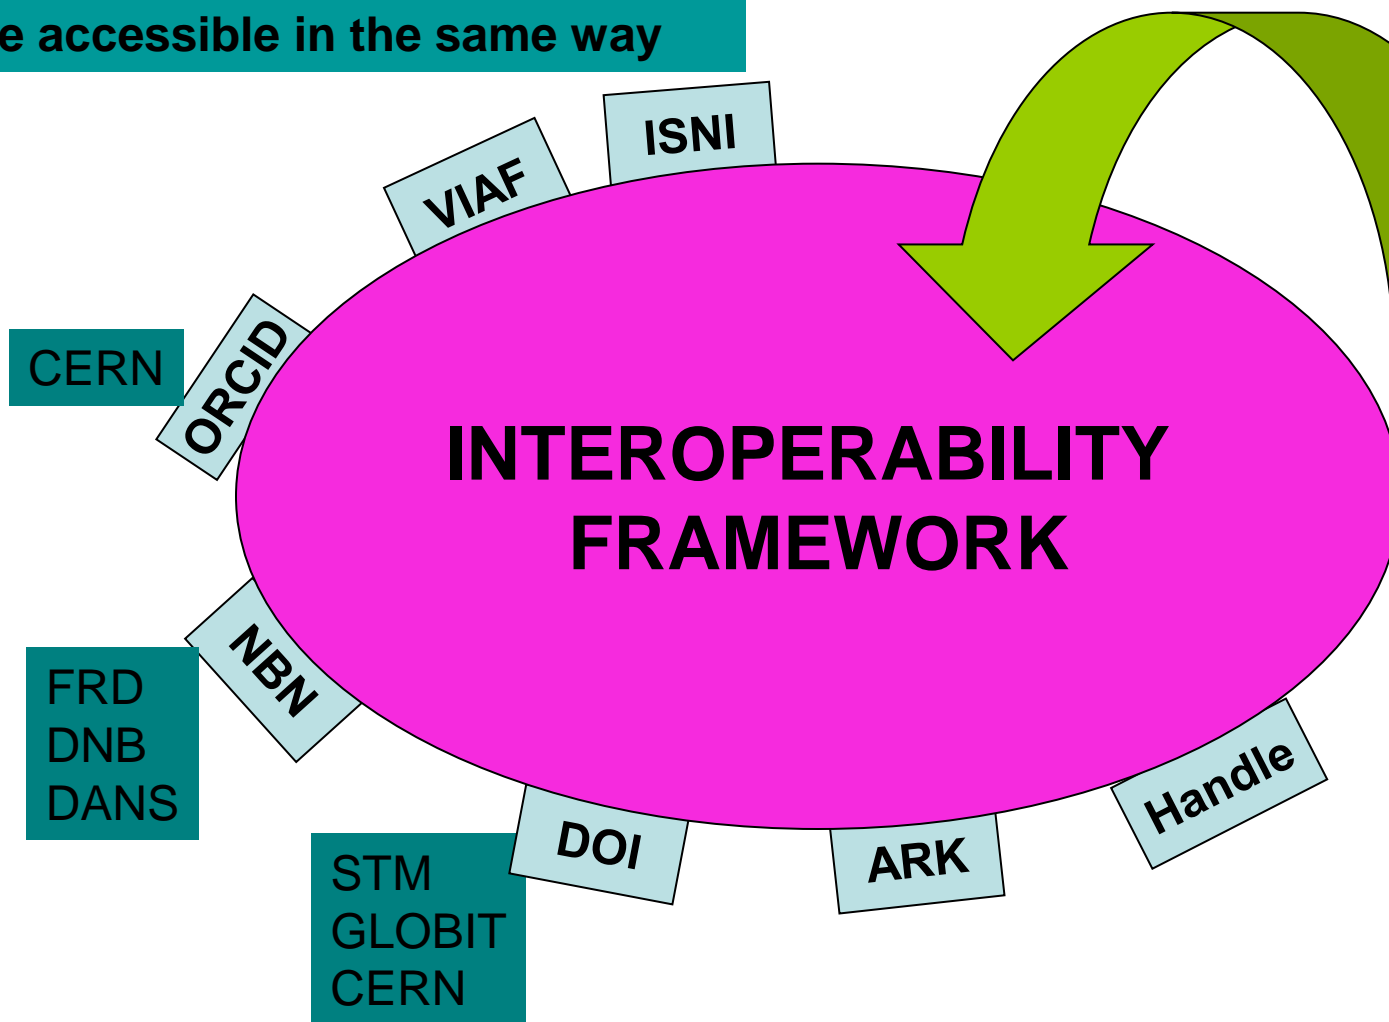 e accessible in the same way
ISNI
VIAF
ORCID
CERN
INTEROPERABILITY
FRAMEWORK
NBN
FRD
DNB
DANS
Handle
DOI
ARK
STM
GLOBIT
CERN